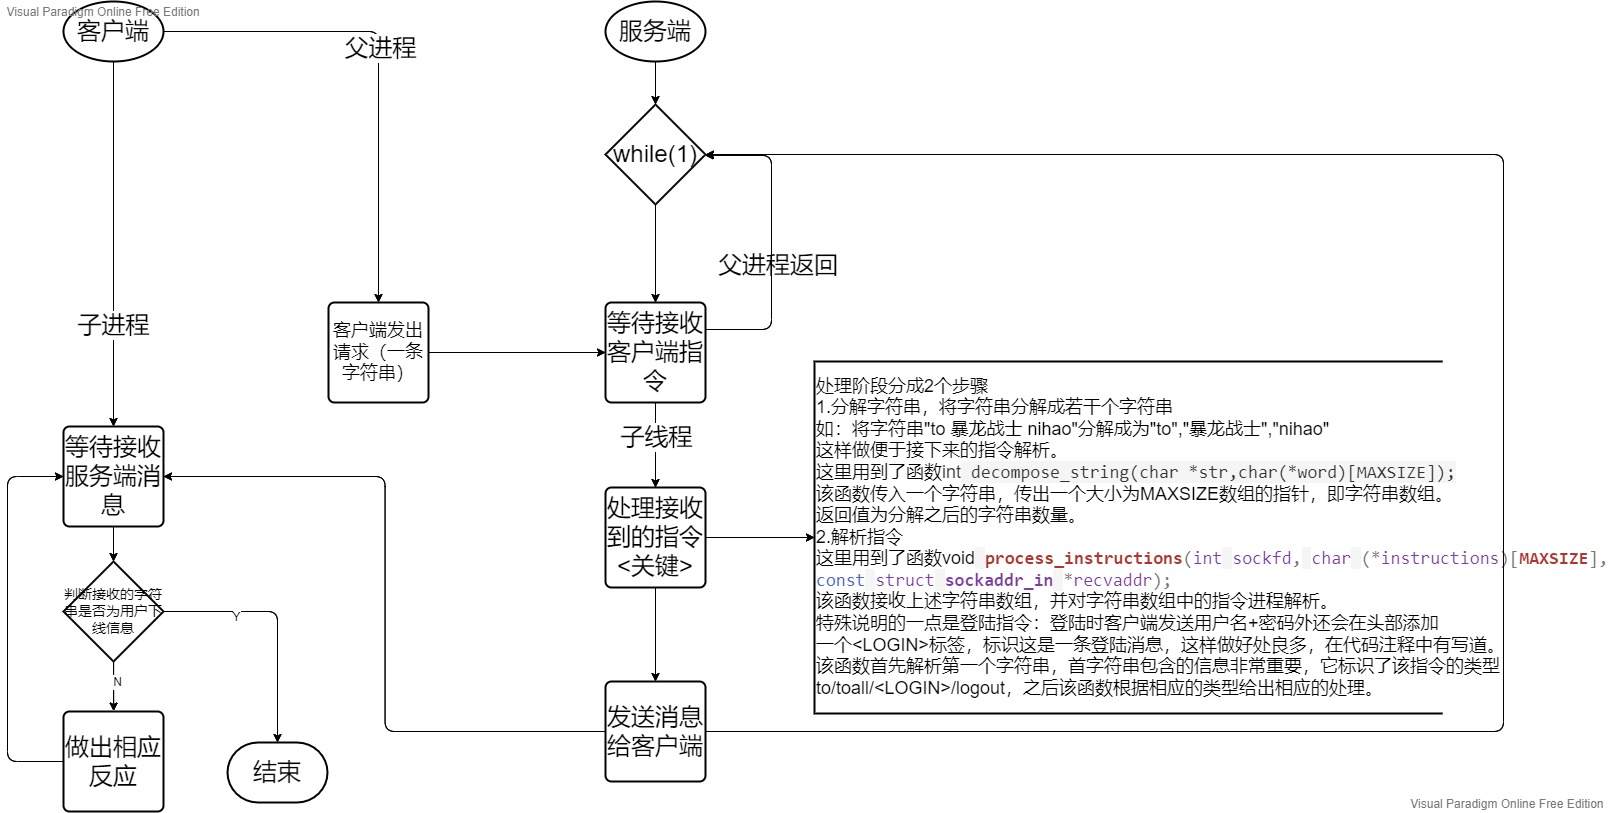 Visual Paradigm Online Free Edition
客户端
父进程
服务端
while(1)
父进程返回
子进程
客户端发出
请求（一条
字符串）
等待接收
客户端指
令
子线程
等待接收
服务端消
息
处理接收
到的指令
<关键>
处理阶段分成2个步骤
1.分解字符串，将字符串分解成若干个字符串
如：将字符串"to 暴龙战士 nihao"分解成为"to","暴龙战士","nihao"
这样做便于接下来的指令解析。
这里用到了函数int decompose_string(char *str,char(*word)[MAXSIZE]);
该函数传入一个字符串，传出一个大小为MAXSIZE数组的指针，即字符串数组。
返回值为分解之后的字符串数量。
2.解析指令
这里用到了函数void process_instructions(int sockfd, char (*instructions)[MAXSIZE],
const struct sockaddr_in *recvaddr);
该函数接收上述字符串数组，并对字符串数组中的指令进程解析。
特殊说明的一点是登陆指令：登陆时客户端发送用户名+密码外还会在头部添加
一个<LOGIN>标签，标识这是一条登陆消息，这样做好处良多，在代码注释中有写道。
该函数首先解析第一个字符串，首字符串包含的信息非常重要，它标识了该指令的类型
to/toall/<LOGIN>/logout，之后该函数根据相应的类型给出相应的处理。
判断接收的字符
串是否为用户下
线信息
Y
N
做出相应
反应
结束
发送消息
给客户端
Visual Paradigm Online Free Edition